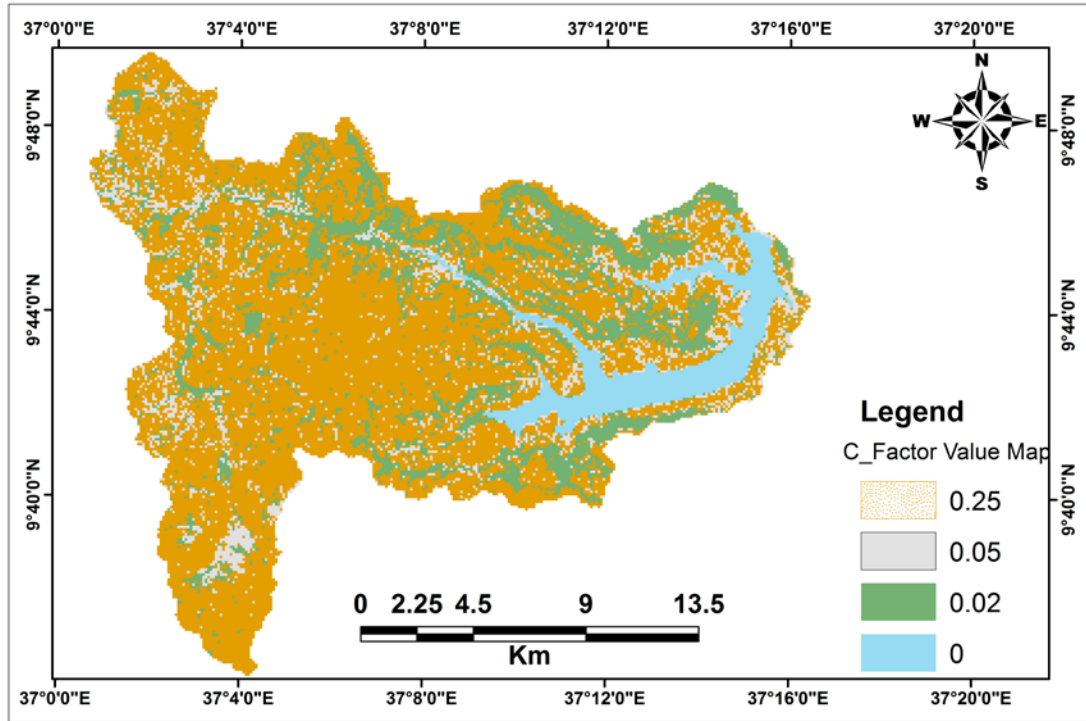 37°0'0"E 37°4'0"E 37°8'0"E 37°12'0"E 37°16'0"E 37°20'0"E
N
W E
S
9°48'0"N 9°48'0"N
9°44'0"N 9°44'0"N
9°40'0"N 9°40'0"N
Legend
C_Factor Value Map
0.25
0.05
0.02
0
0 2.25 4.5 9 13.5
Km
37°0'0"E 37°4'0"E 37°8'0"E 37°12'0"E 37°16'0"E 37°20'0"E